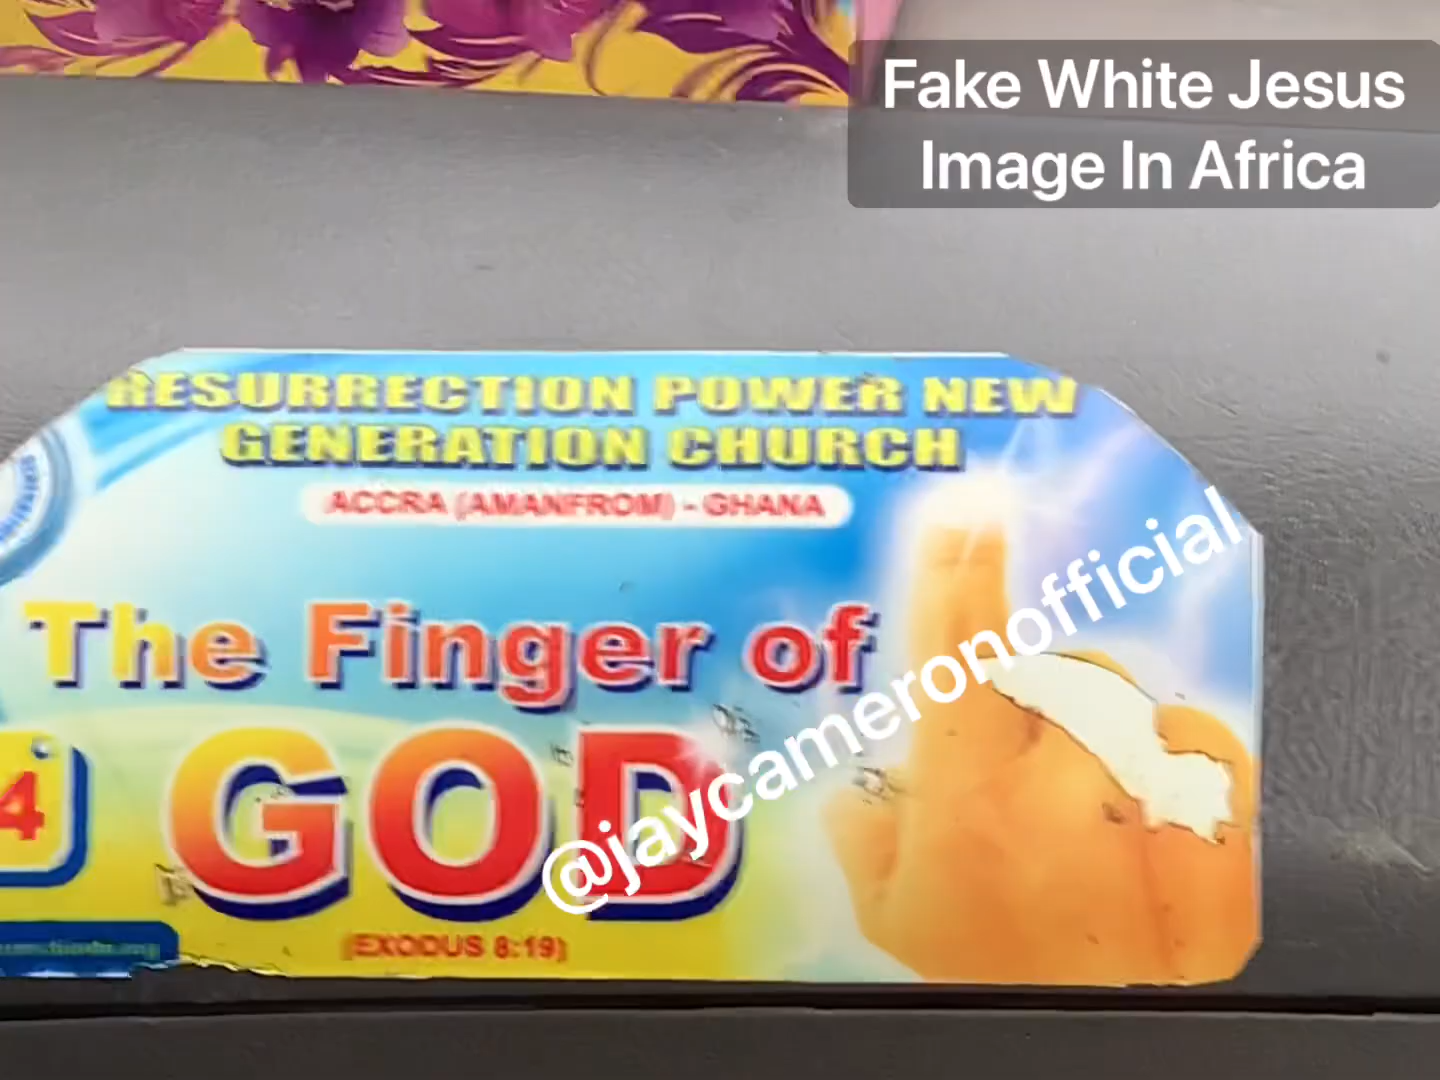 Fake White Jesus
Image In Africa
RESURRECTION POWER NEW
GENERATION CHURCH
ACCRA (AMANFROM) - GHANA
The Finger of
GOD
4
(EXODUS 8:19)
@jaycameronofficial